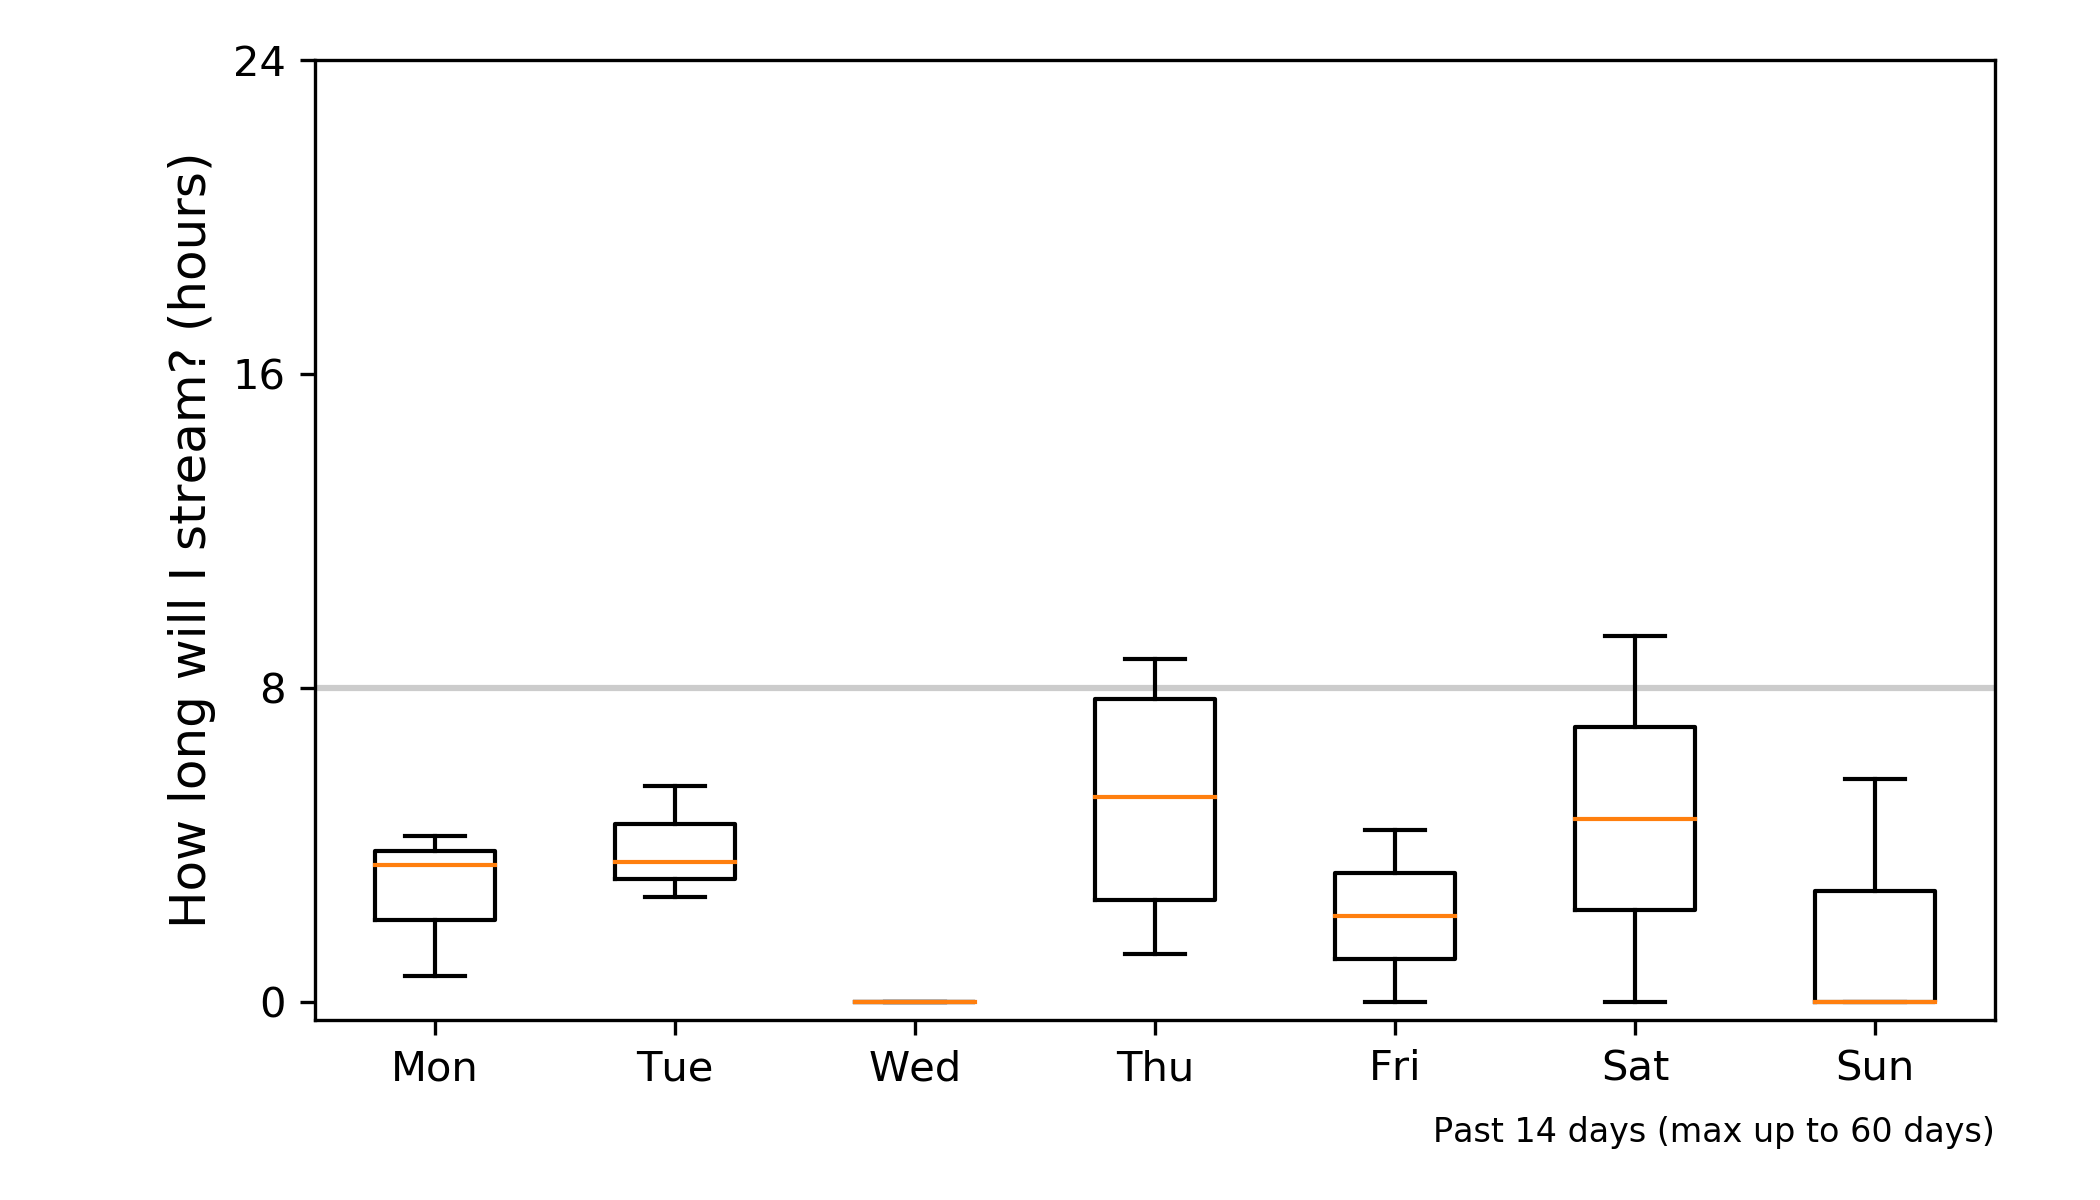 How long will I stream? (hours)
24
16
8
0
Mon Tue Wed Thu Fri Sat Sun
Past 14 days (max up to 60 days)